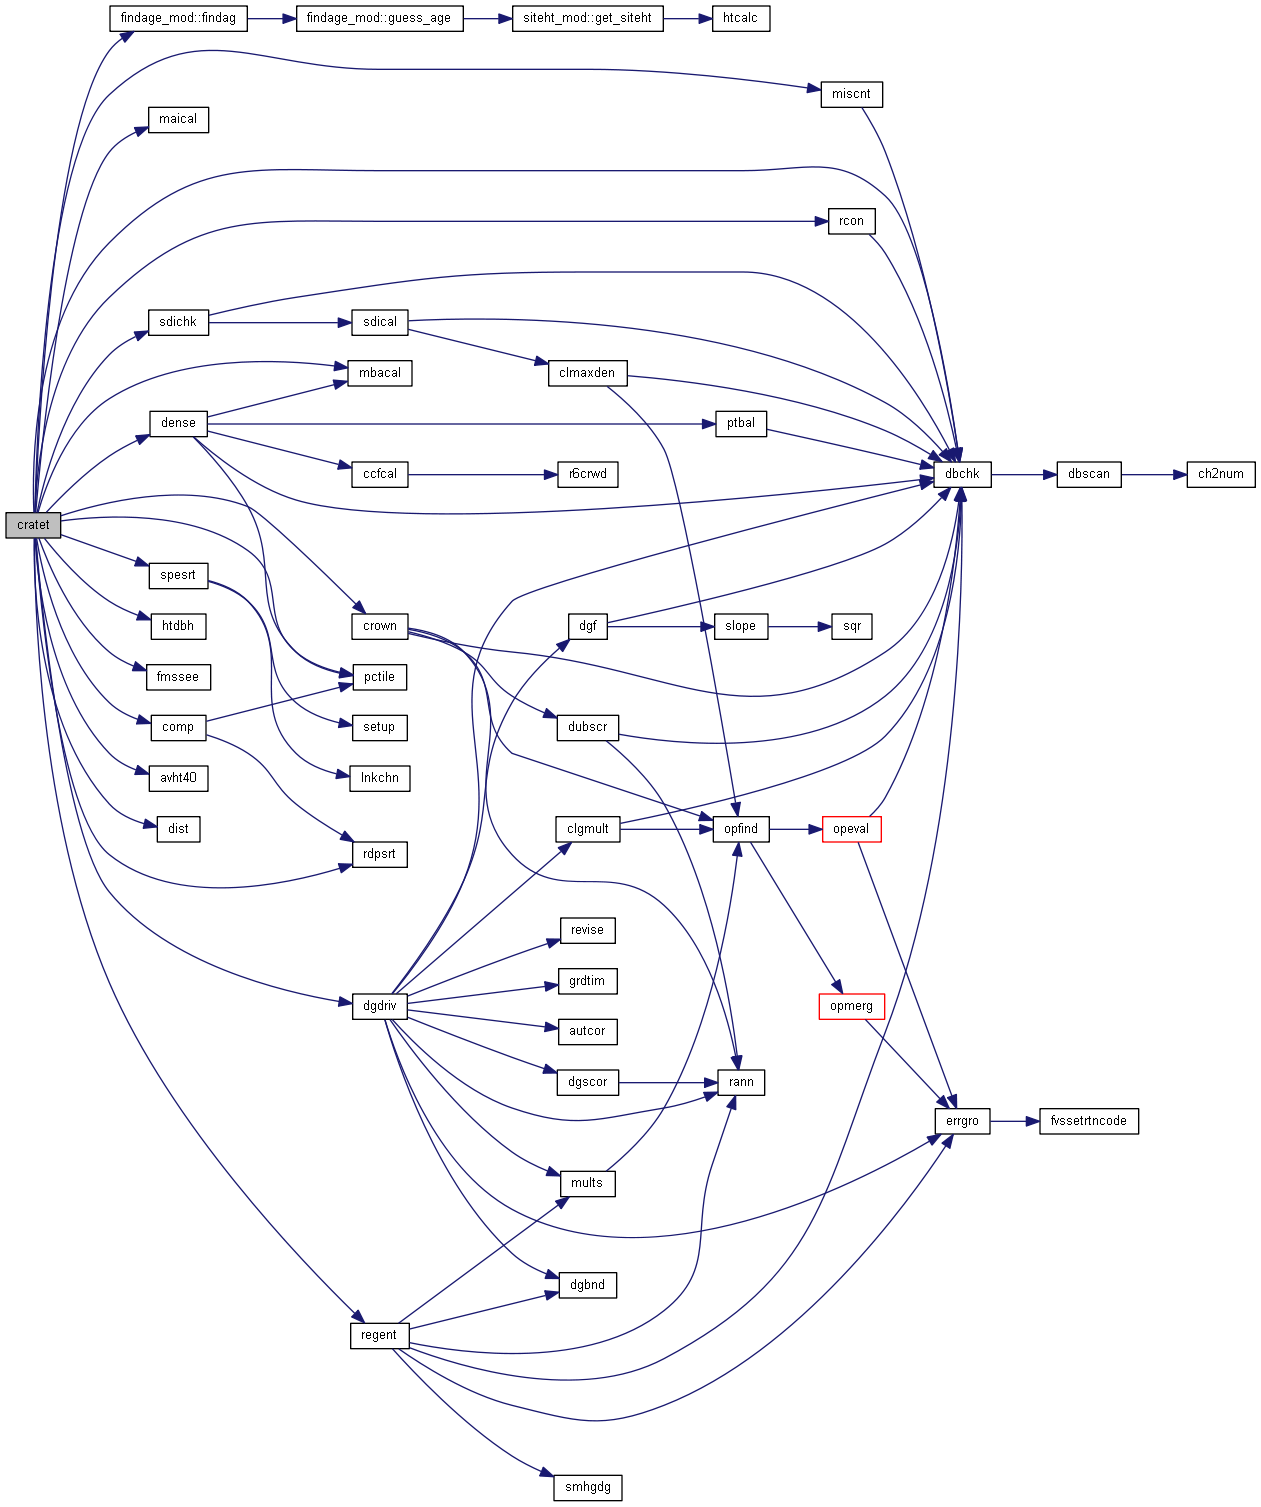 findage_mod::findag
findage_mod::guess_age
siteht_mod::get_siteht
htcalc
miscnt
maical
rcon
sdichk
sdical
mbacal
clmaxden
dense
ptbal
ccfcal
r6crwd
dbchk
dbscan
ch2num
cratet
spesrt
htdbh
crown
dgf
slope
sqr
fmssee
pctile
comp
setup
dubscr
avht40
lnkchn
dist
clgmult
opfind
opeval
rdpsrt
revise
grdtim
dgdriv
opmerg
autcor
dgscor
rann
errgro
fvssetrtncode
mults
dgbnd
regent
smhgdg